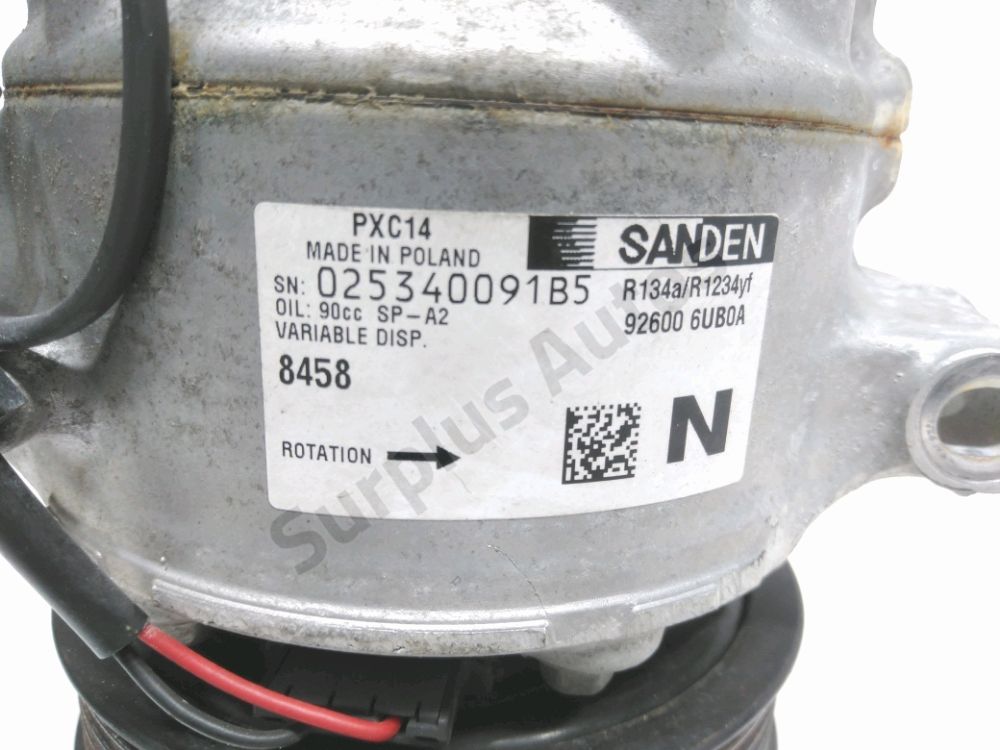 PXC14
SANDEN
MADE IN POLAND
SN: 025340091B5
R134a/R1234yf
OIL: 90cc SP-A2
92600 6UB0A
VARIABLE DISP.
8458
N
ROTATION
Surplus Autos